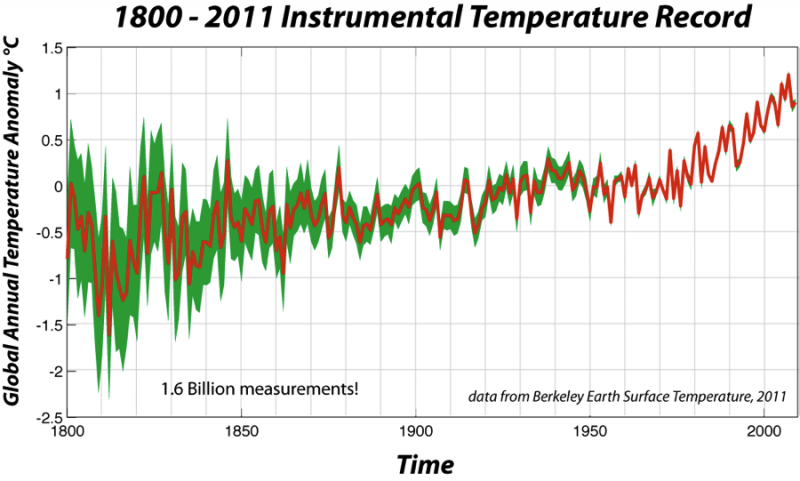 1800 - 2011 Instrumental Temperature Record
Global Annual Temperature Anomaly °C
1.5
1
0.5
0
-0.5
-1
-1.5
-2
-2.5
1.6 Billion measurements!
data from Berkeley Earth Surface Temperature, 2011
1800 1850 1900 1950 2000
Time